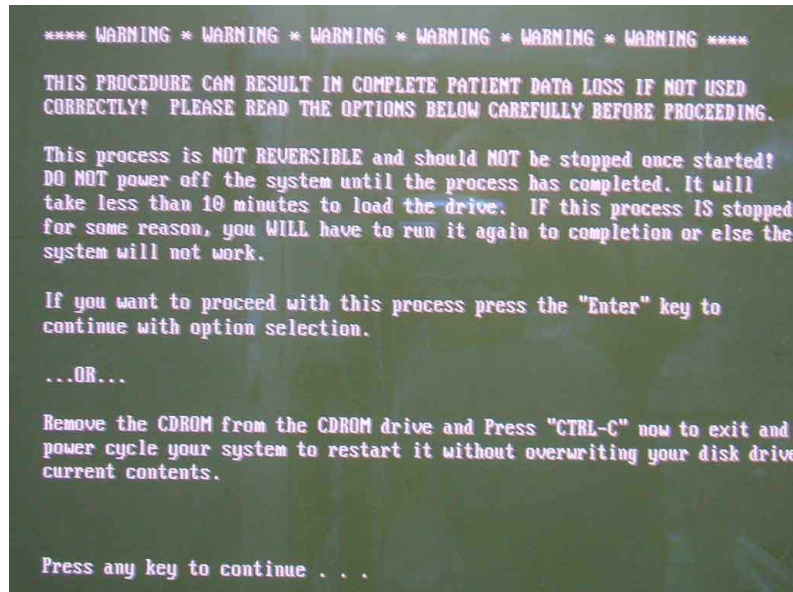 **** WARNING * WARNING * WARNING * WARNING * WARNING * WARNING ****
THIS PROCEDURE CAN RESULT IN COMPLETE PATIENT DATA LOSS IF NOT USED
CORRECTLY!  PLEASE READ THE OPTIONS BELOW CAREFULLY BEFORE PROCEEDING.
This process is NOT REVERSIBLE and should NOT be stopped once started!
DO NOT power off the system until the process has completed. It will
take less than 10 minutes to load the drive.  IF this process IS stopped
for some reason, you WILL have to run it again to completion or else the
system will not work.
If you want to proceed with this process press the "Enter" key to
continue with option selection.
...OR...
Remove the CDROM from the CDROM drive and Press "CTRL-C" now to exit and
power cycle your system to restart it without overwriting your disk drive
current contents.
Press any key to continue . . .